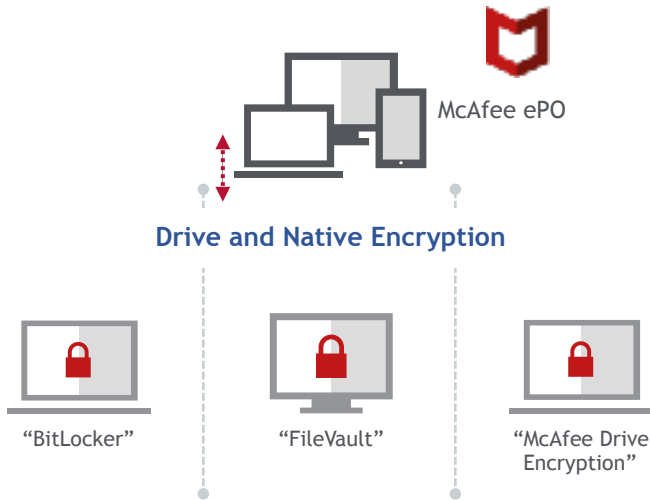 McAfee ePO
Drive and Native Encryption
“BitLocker”
“FileVault”
“McAfee Drive
Encryption”